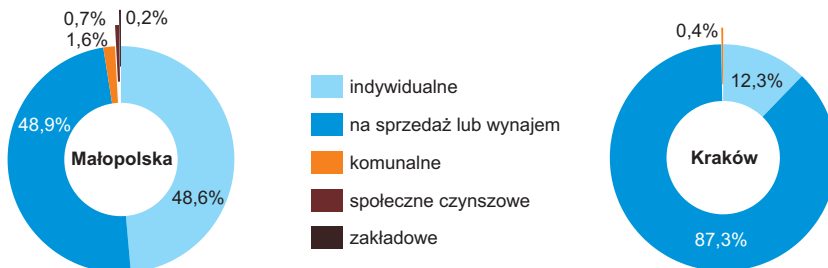 0,7%
0,2%
1,6%
48,9%
Małopolska
48,6%
indywidualne
na sprzedaż lub wynajem
komunalne
społeczne czynszowe
zakładowe
0,4%
12,3%
Kraków
87,3%